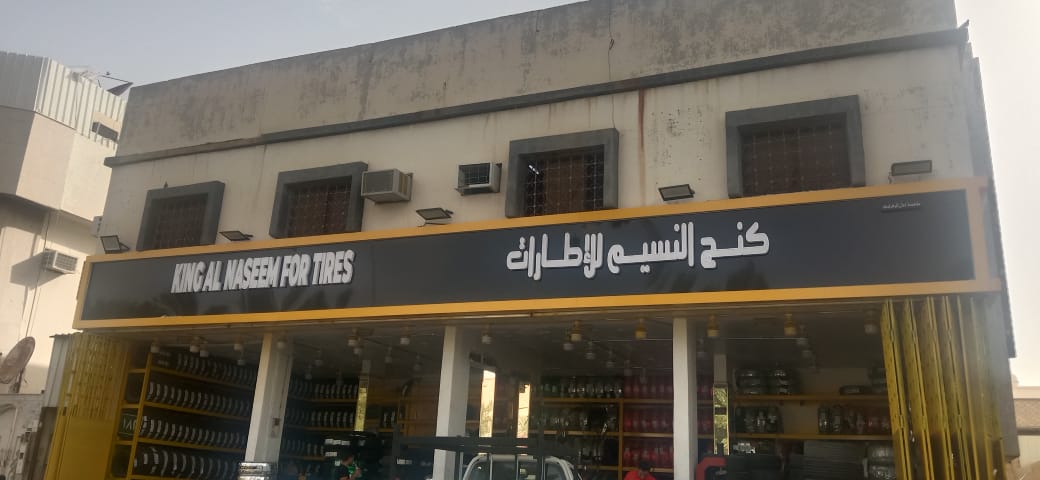 KING AL NASEEM FOR TIRES
كنج النسيم للإطارات